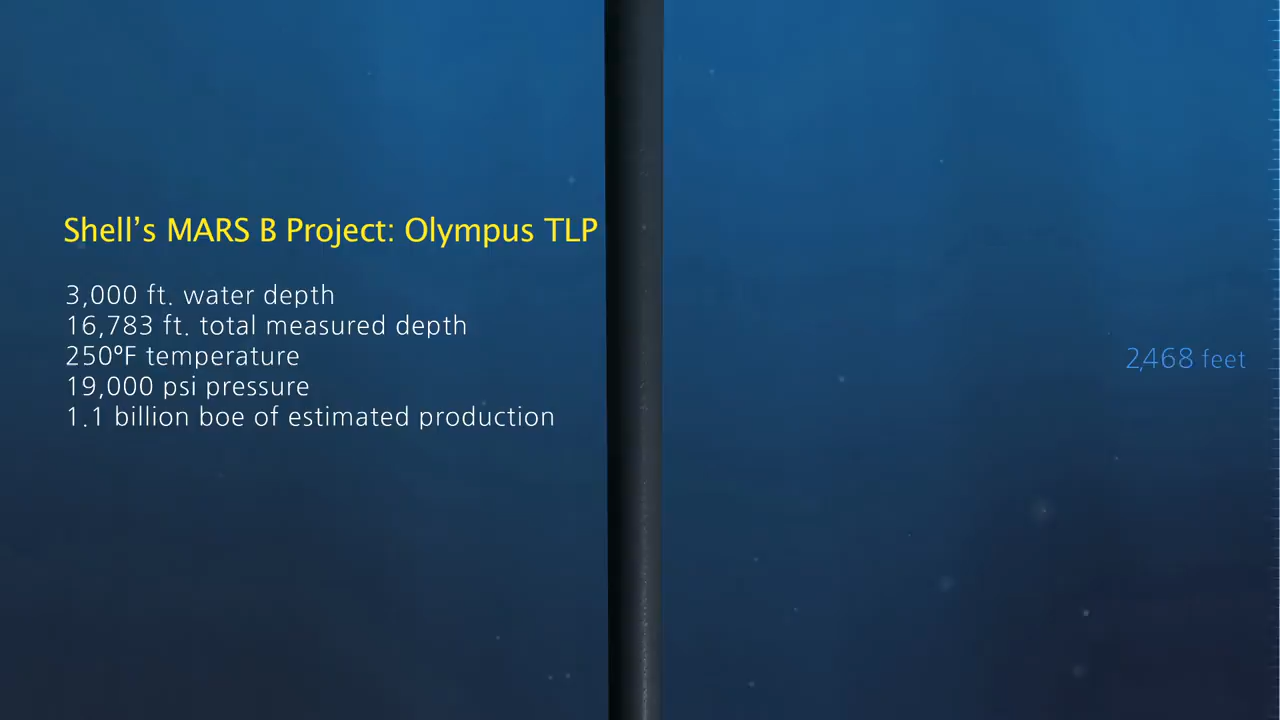 Shell's MARS B Project: Olympus TLP
3,000 ft. water depth
16,783 ft. total measured depth
250ºF temperature
19,000 psi pressure
1.1 billion boe of estimated production
2,468 feet